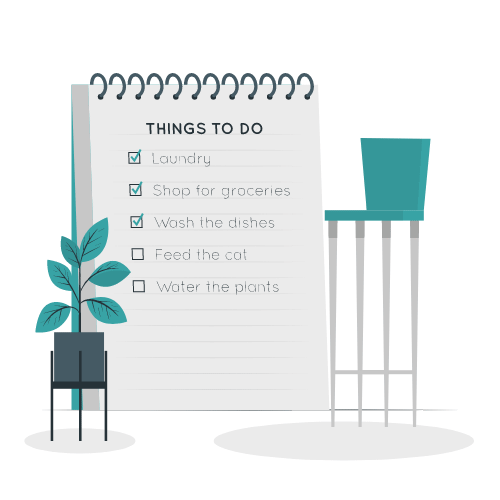 THINGS TO DO
Laundry
Shop for groceries
Wash the dishes
Feed the cat
Water the plants